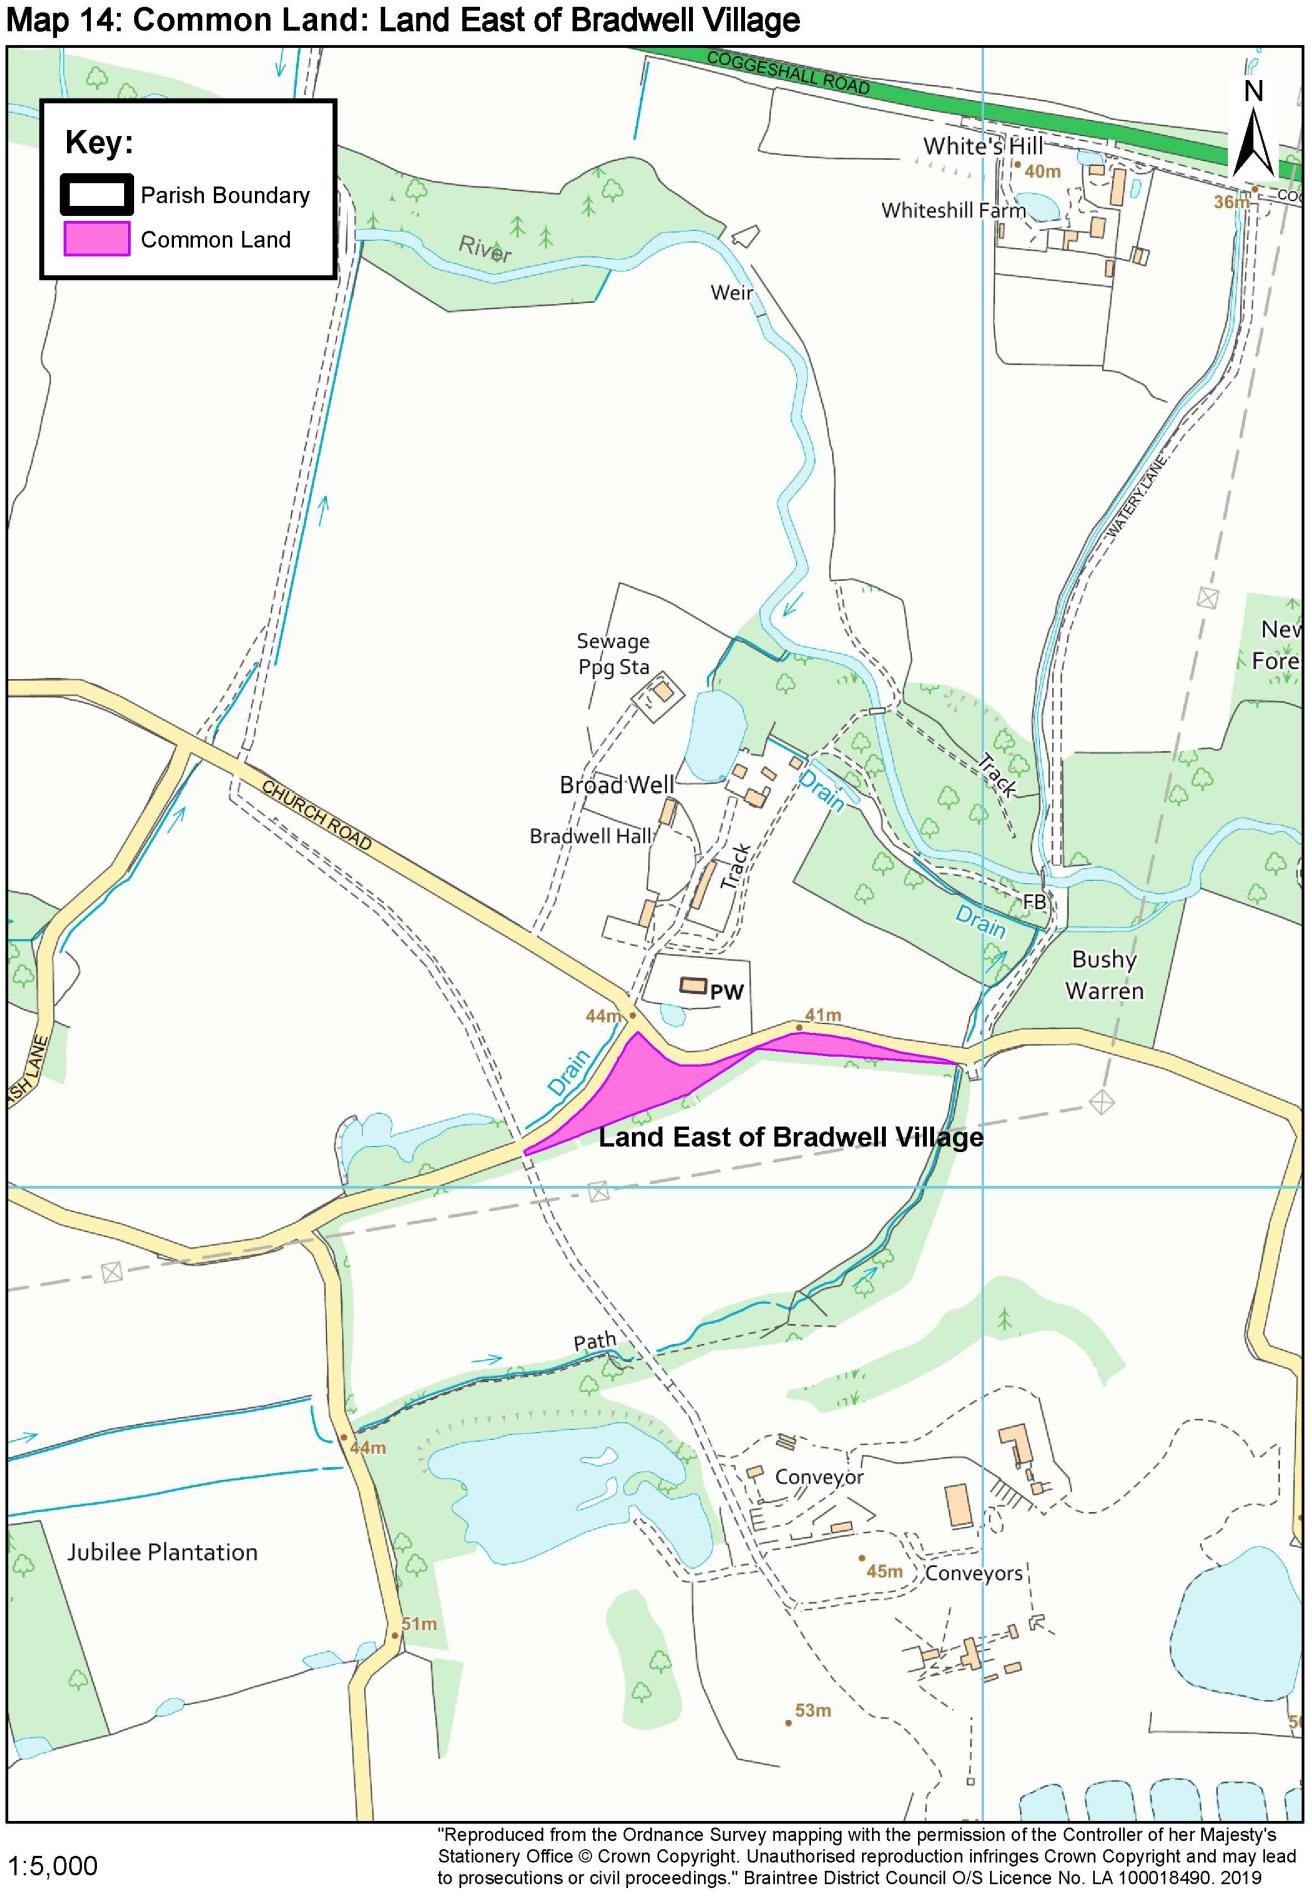 Map 14: Common Land: Land East of Bradwell Village
COGGESHALL ROAD
N
Key:
Parish Boundary
Common Land
White's Hill
40m
Whiteshill Farm
36m
River
Weir
WATERY LANE
Sewage
Ppg Sta
Broad Well
Bradwell Hall
Track
Drain
Track
CHURCH ROAD
FB
Drain
Bushy
Warren
PW
44m
41m
Drain
Land East of Bradwell Village
Path
44m
Conveyor
45m
Conveyors
Jubilee Plantation
51m
53m
1:5,000
"Reproduced from the Ordnance Survey mapping with the permission of the Controller of her Majesty's
Stationery Office © Crown Copyright. Unauthorised reproduction infringes Crown Copyright and may lead
to prosecutions or civil proceedings." Braintree District Council O/S Licence No. LA 100018490. 2019